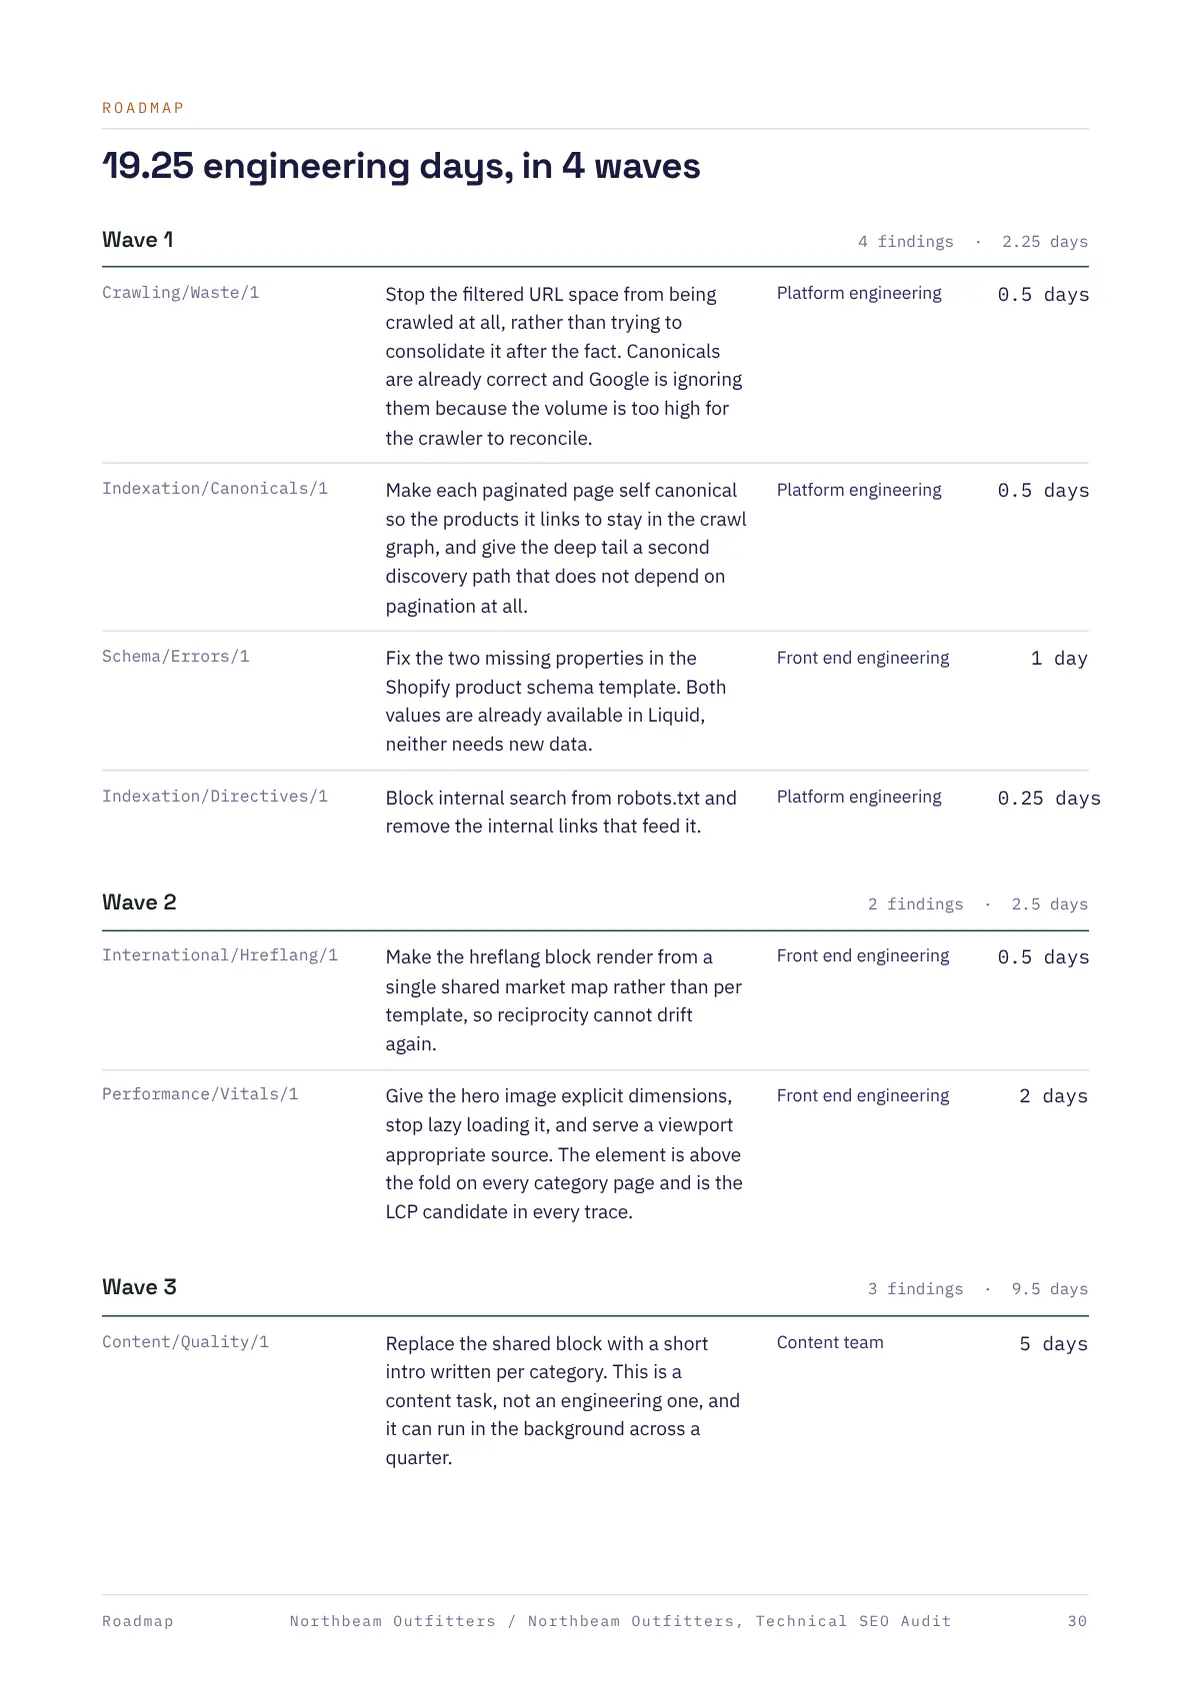 ROADMAP
19.25 engineering days, in 4 waves
Wave 1
4 findings · 2.25 days
Crawling/Waste/1
Stop the filtered URL space from being
crawled at all, rather than trying to
consolidate it after the fact. Canonicals
are already correct and Google is ignoring
them because the volume is too high for
the crawler to reconcile.
Platform engineering
0.5 days
Indexation/Canonicals/1
Make each paginated page self canonical
so the products it links to stay in the crawl
graph, and give the deep tail a second
discovery path that does not depend on
pagination at all.
Platform engineering
0.5 days
Schema/Errors/1
Fix the two missing properties in the
Shopify product schema template. Both
values are already available in Liquid,
neither needs new data.
Front end engineering
1 day
Indexation/Directives/1
Block internal search from robots.txt and
remove the internal links that feed it.
Platform engineering
0.25 days
Wave 2
2 findings · 2.5 days
International/Hreflang/1
Make the hreflang block render from a
single shared market map rather than per
template, so reciprocity cannot drift
again.
Front end engineering
0.5 days
Performance/Vitals/1
Give the hero image explicit dimensions,
stop lazy loading it, and serve a viewport
appropriate source. The element is above
the fold on every category page and is the
LCP candidate in every trace.
Front end engineering
2 days
Wave 3
3 findings · 9.5 days
Content/Quality/1
Replace the shared block with a short
intro written per category. This is a
content task, not an engineering one, and
it can run in the background across a
quarter.
Content team
5 days
Roadmap
Northbeam Outfitters / Northbeam Outfitters, Technical SEO Audit
30